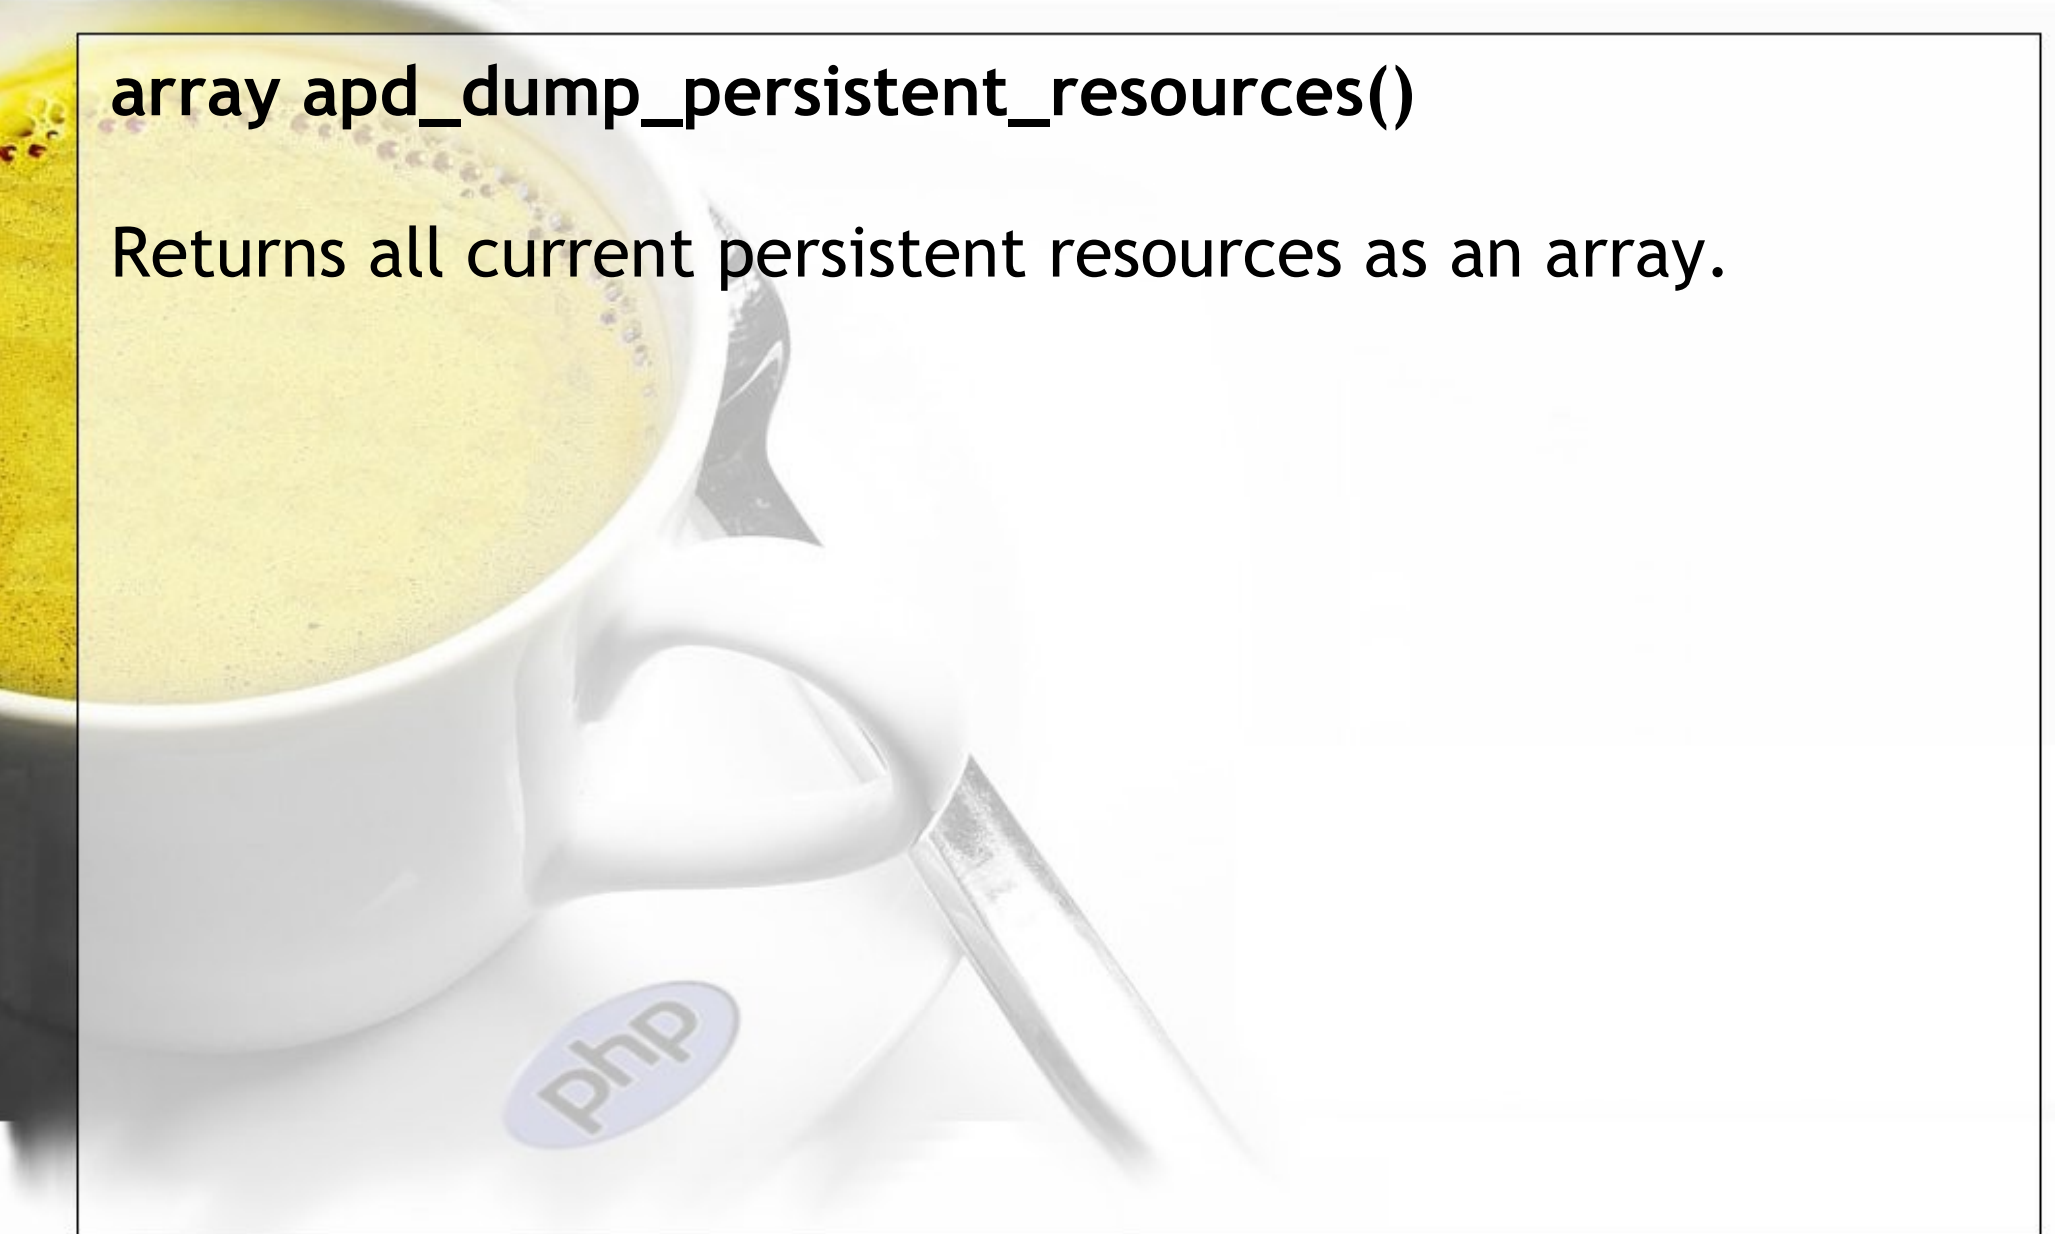 array apd_dump_persistent_resources()
Returns all current persistent resources as an array.
php